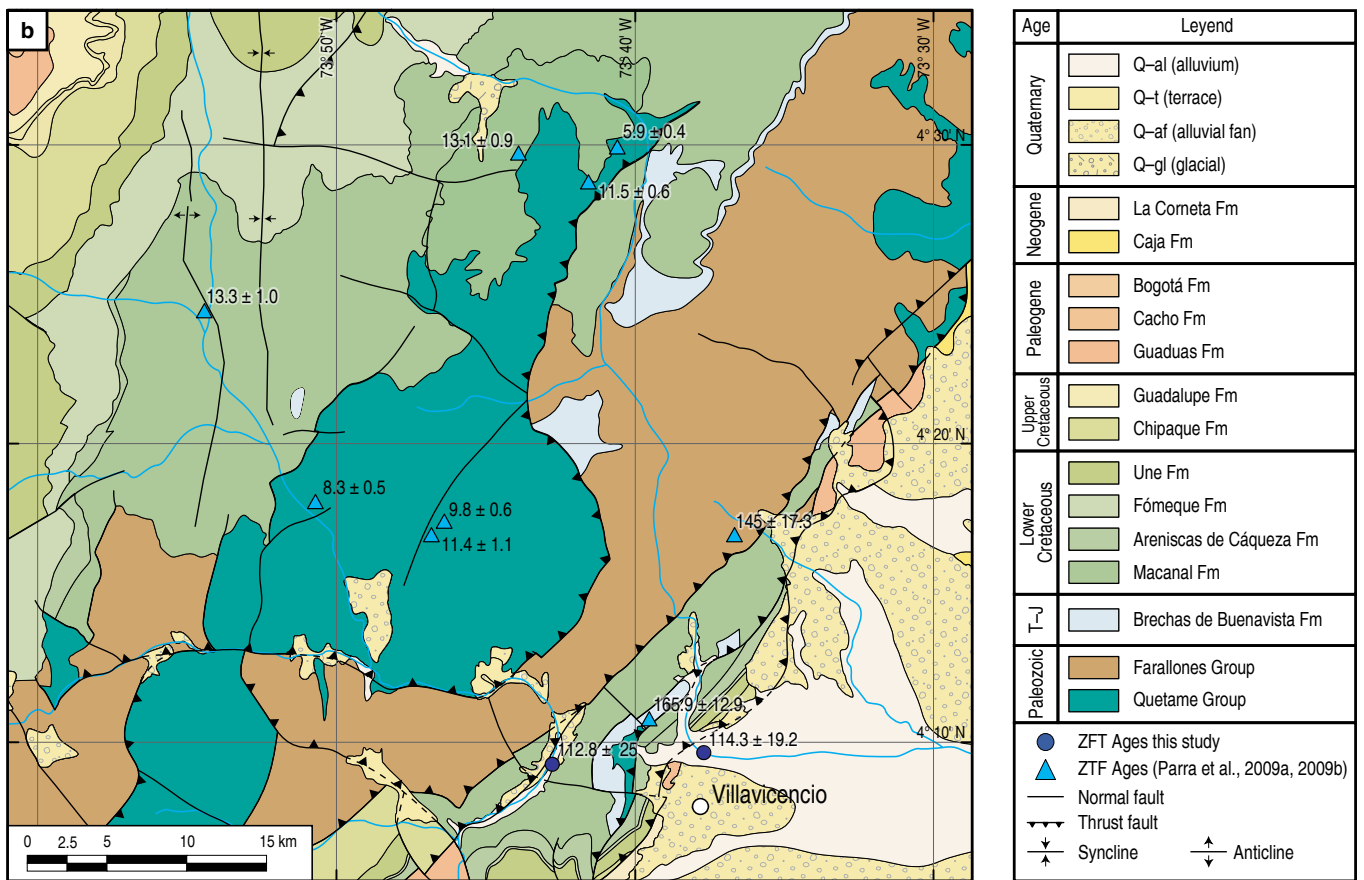 b
73° 50' W
73° 40' W
73° 30' W
13.1 ± 0.9
5.9 ± 0.4
4° 30' N
11.5 ± 0.6
13.3 ± 1.0
4° 20' N
8.3 ± 0.5
9.8 ± 0.6
11.4 ± 1.1
145 ± 17.3
165.9 ± 12.9
4° 10' N
112.8 ± 25
114.3 ± 19.2
Villavicencio
0 2.5 5 10 15 km
Age Leyend
Quaternary
Q–al (alluvium)
Q–t (terrace)
Q–af (alluvial fan)
Q–gl (glacial)
Neogene
La Corneta Fm
Caja Fm
Paleogene
Bogotá Fm
Cacho Fm
Guaduas Fm
Upper
Cretaceous
Guadalupe Fm
Chipaque Fm
Lower
Cretaceous
Une Fm
Fómeque Fm
Areniscas de Cáqueza Fm
Macanal Fm
T–J
Brechas de Buenavista Fm
Paleozoic
Farallones Group
Quetame Group
ZFT Ages this study
ZTF Ages (Parra et al., 2009a, 2009b)
Normal fault
Thrust fault
Syncline Anticline